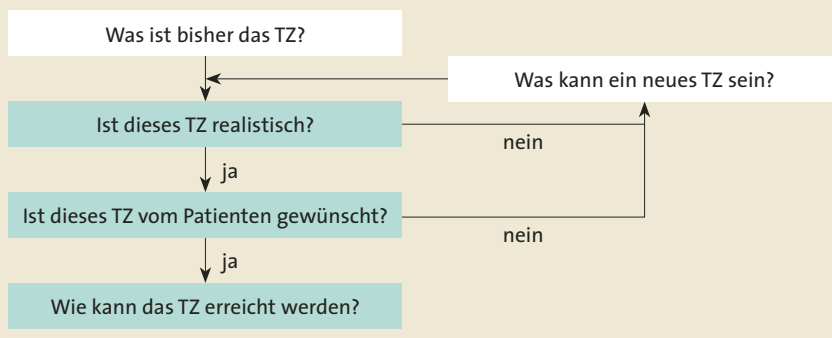 Was ist bisher das TZ?
Was kann ein neues TZ sein?
Ist dieses TZ realistisch?
nein
ja
Ist dieses TZ vom Patienten gewünscht?
nein
ja
Wie kann das TZ erreicht werden?